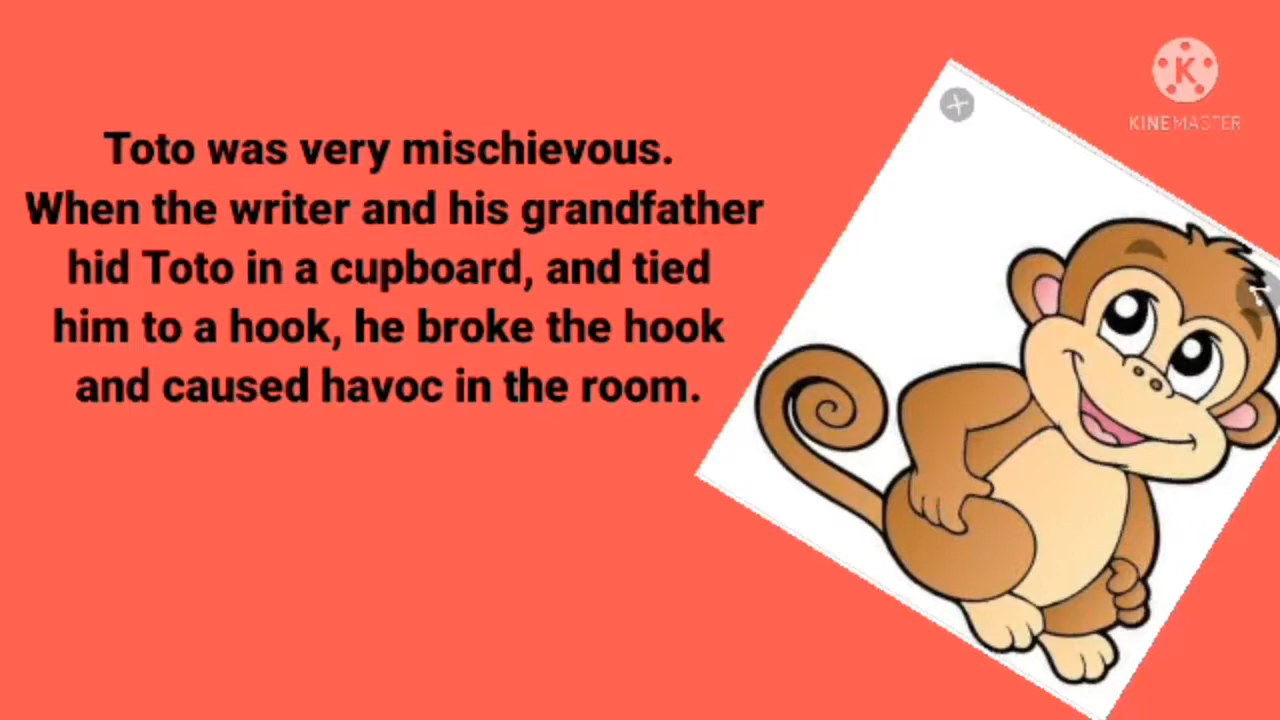 KINEMASTER
Toto was very mischievous.
When the writer and his grandfather
hid Toto in a cupboard, and tied
him to a hook, he broke the hook
and caused havoc in the room.